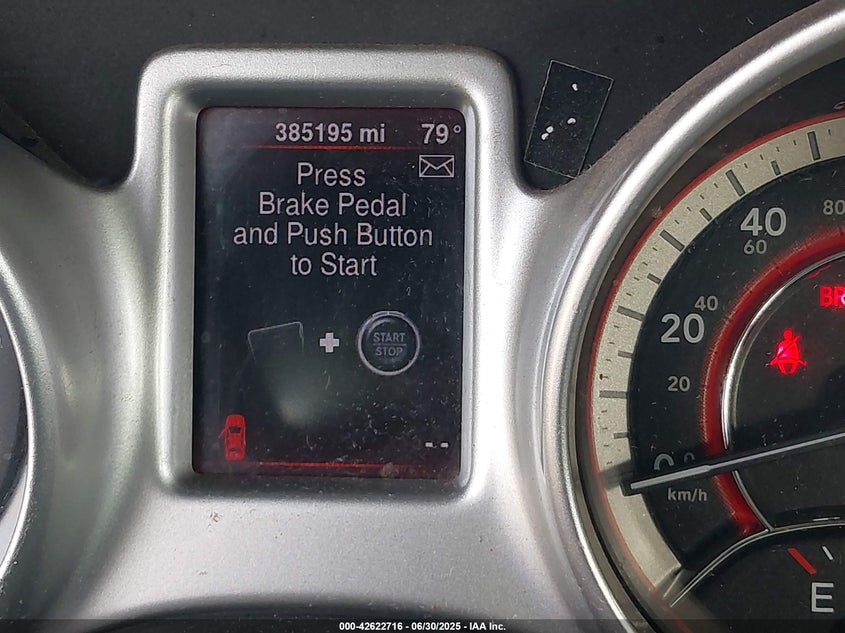 385195 mi 79°
Press
Brake Pedal
and Push Button
to Start
START
STOP
--
40
80
60
40
20
20
km/h
E
000-42622716 - 06/30/2025 - IAA Inc.